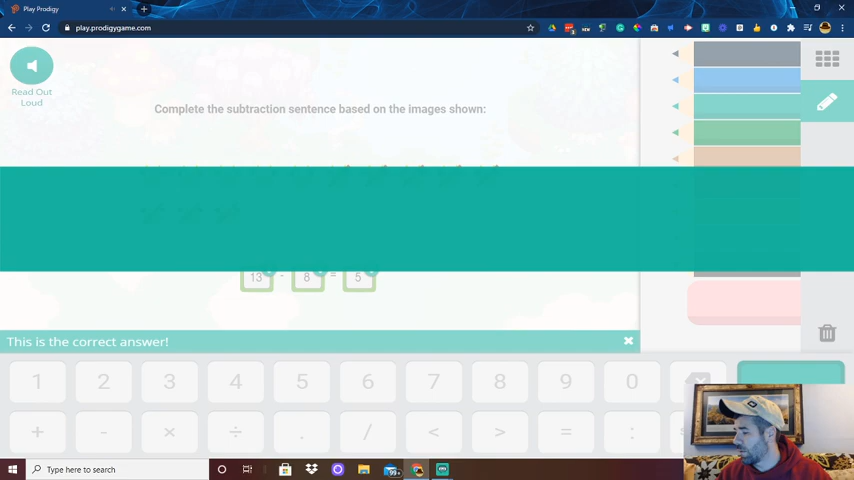 Play Prodigy
play.prodigygame.com
Read Out
Loud
Complete the subtraction sentence based on the images shown:
13 - 8 = 5
This is the correct answer!
1 2 3 4 5 6 7 8 9 0
+ - × ÷ . / < > = :
Type here to search
99+